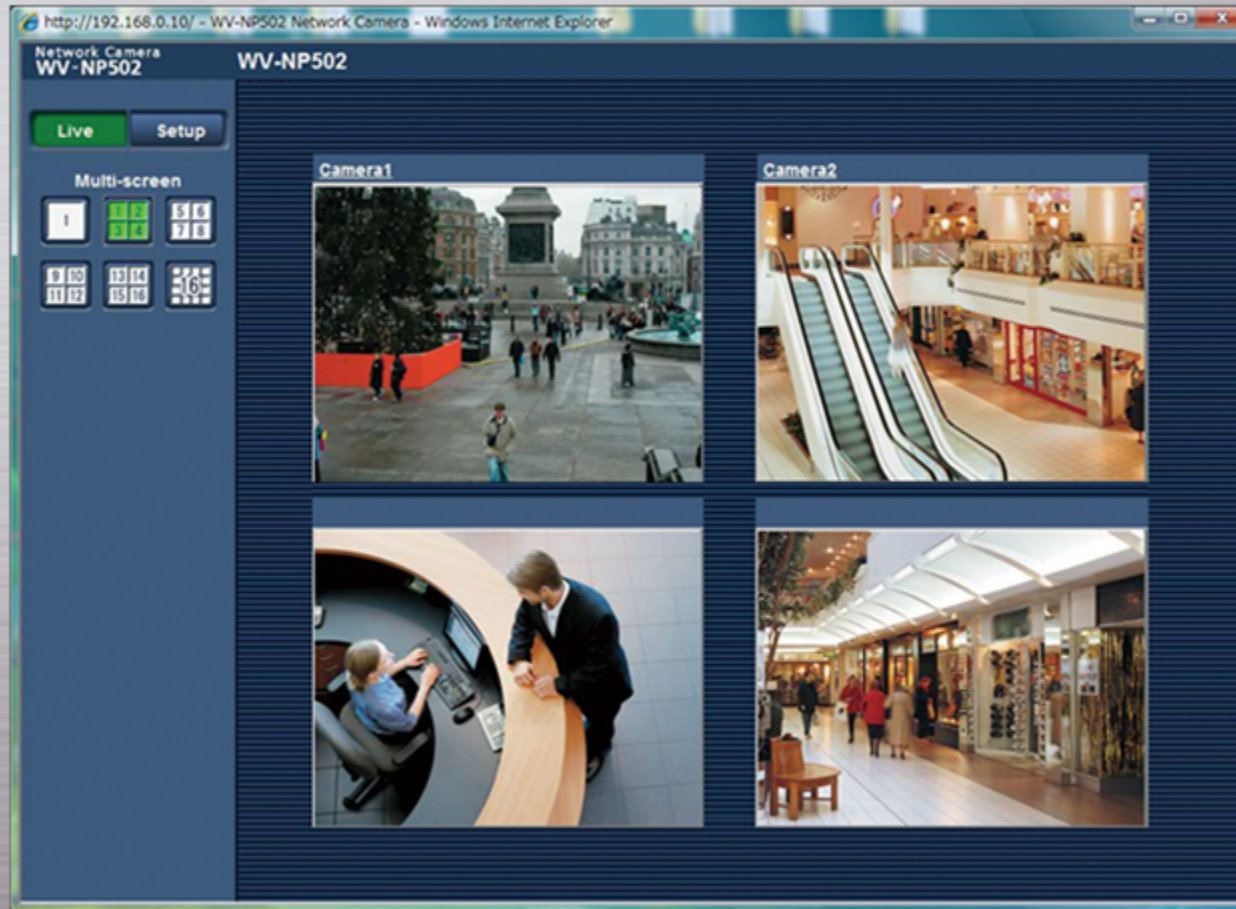 http://192.168.0.10/ - WV-NP502 Network Camera - Windows Internet Explorer
Network Camera
WV-NP502
WV-NP502
Live
Setup
Multi-screen
1
1 2
3 4
5 6
7 8
9 10
11 12
13 14
15 16
16
Camera1
Camera2